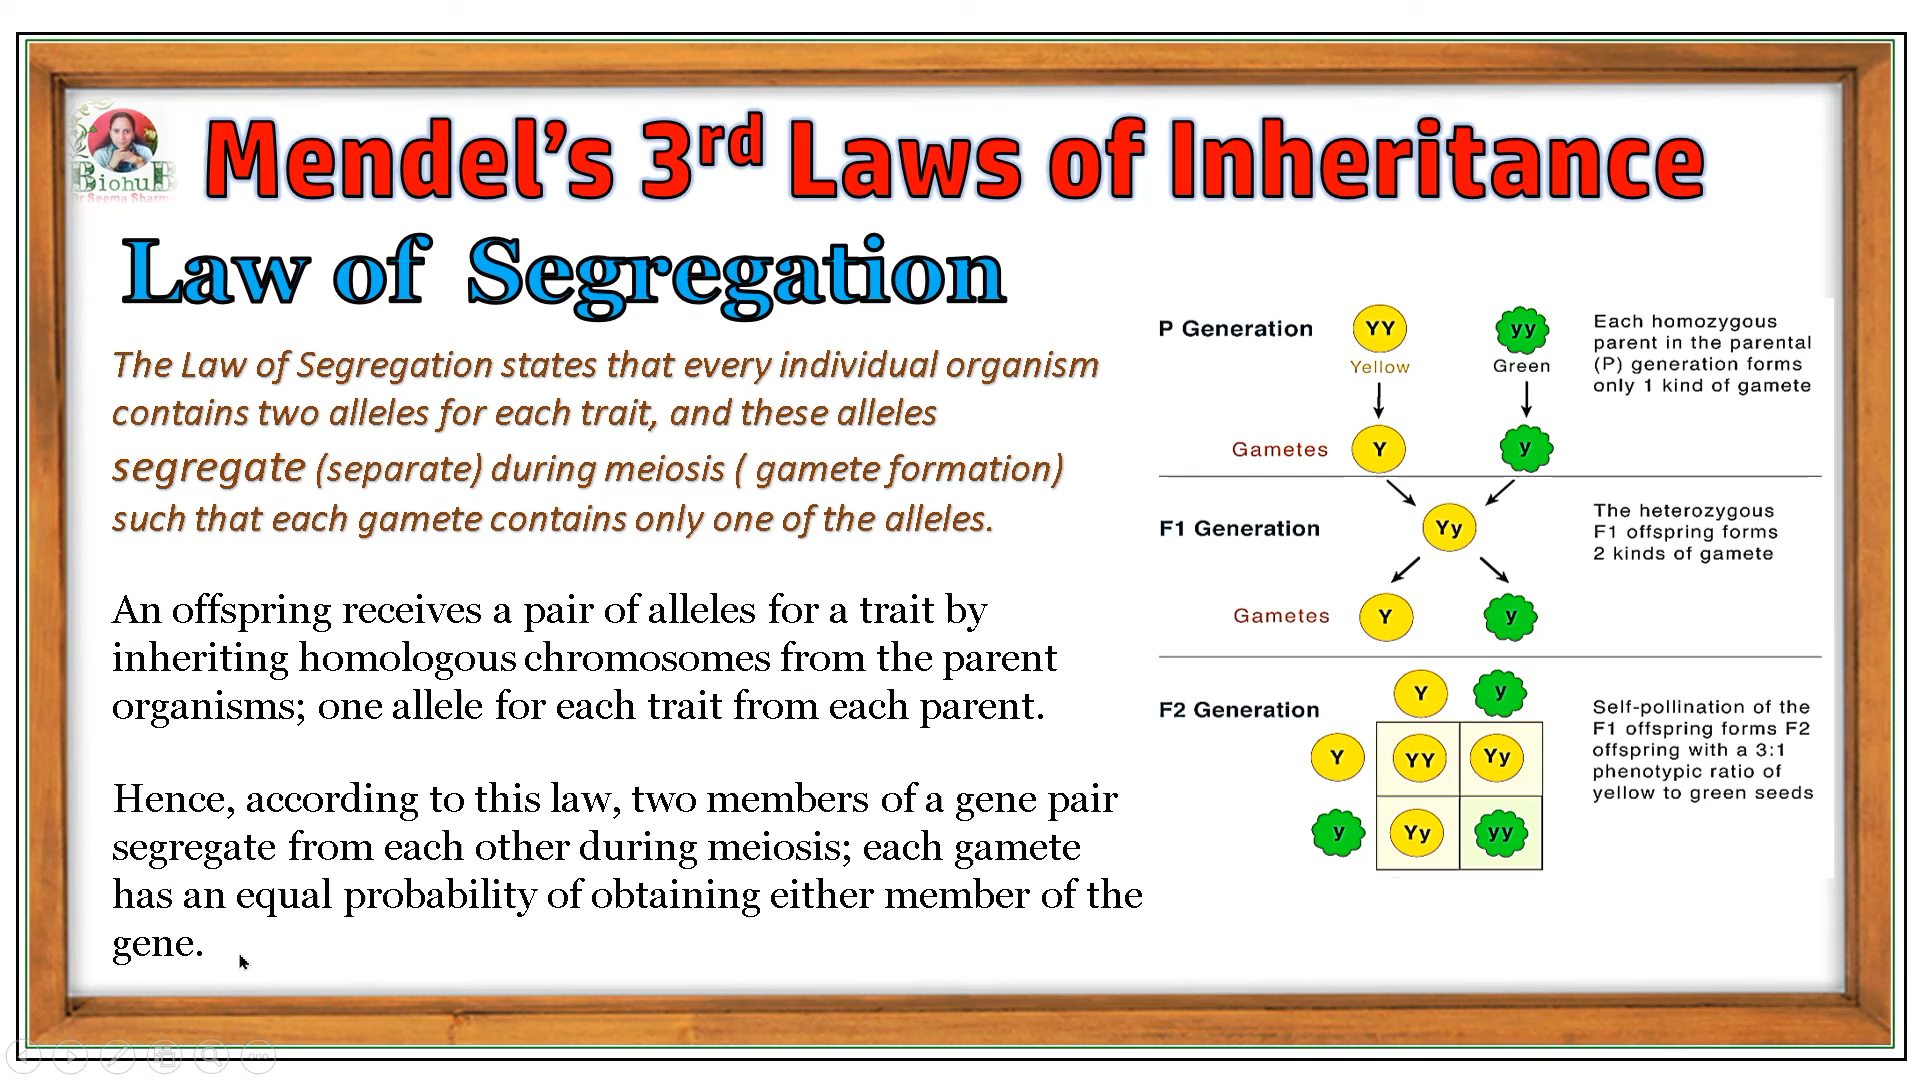 Biohub
Dr Seema Sharm
Mendel’s 3rd Laws of Inheritance
Law of Segregation
The Law of Segregation states that every individual organism
contains two alleles for each trait, and these alleles
segregate (separate) during meiosis ( gamete formation)
such that each gamete contains only one of the alleles.
An offspring receives a pair of alleles for a trait by
inheriting homologous chromosomes from the parent
organisms; one allele for each trait from each parent.
Hence, according to this law, two members of a gene pair
segregate from each other during meiosis; each gamete
has an equal probability of obtaining either member of the
gene.
P Generation
YY
yy
Yellow
Green
Each homozygous
parent in the parental
(P) generation forms
only 1 kind of gamete
Gametes
Y
y
F1 Generation
Yy
The heterozygous
F1 offspring forms
2 kinds of gamete
Gametes
Y
y
F2 Generation
Y
y
Y
YY
Yy
y
Yy
yy
Self-pollination of the
F1 offspring forms F2
offspring with a 3:1
phenotypic ratio of
yellow to green seeds